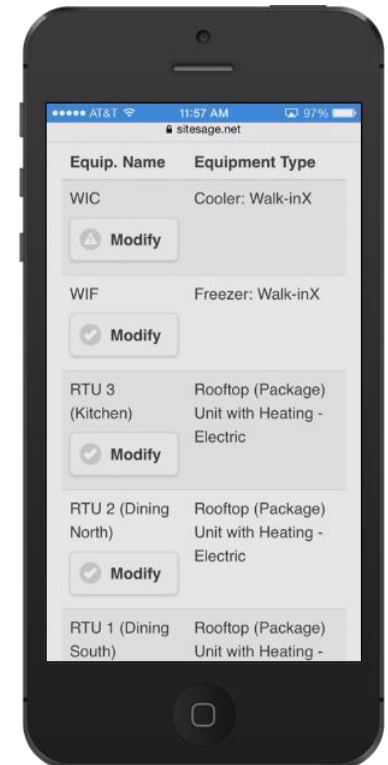 AT&T 11:57 AM 97%
sitesage.net
Equip. Name Equipment Type
WIC Cooler: Walk-inX
Modify
WIF Freezer: Walk-inX
Modify
RTU 3 Rooftop (Package)
(Kitchen) Unit with Heating -
Electric
Modify
RTU 2 (Dining Rooftop (Package)
North) Unit with Heating -
Electric
Modify
RTU 1 (Dining Rooftop (Package)
South) Unit with Heating -